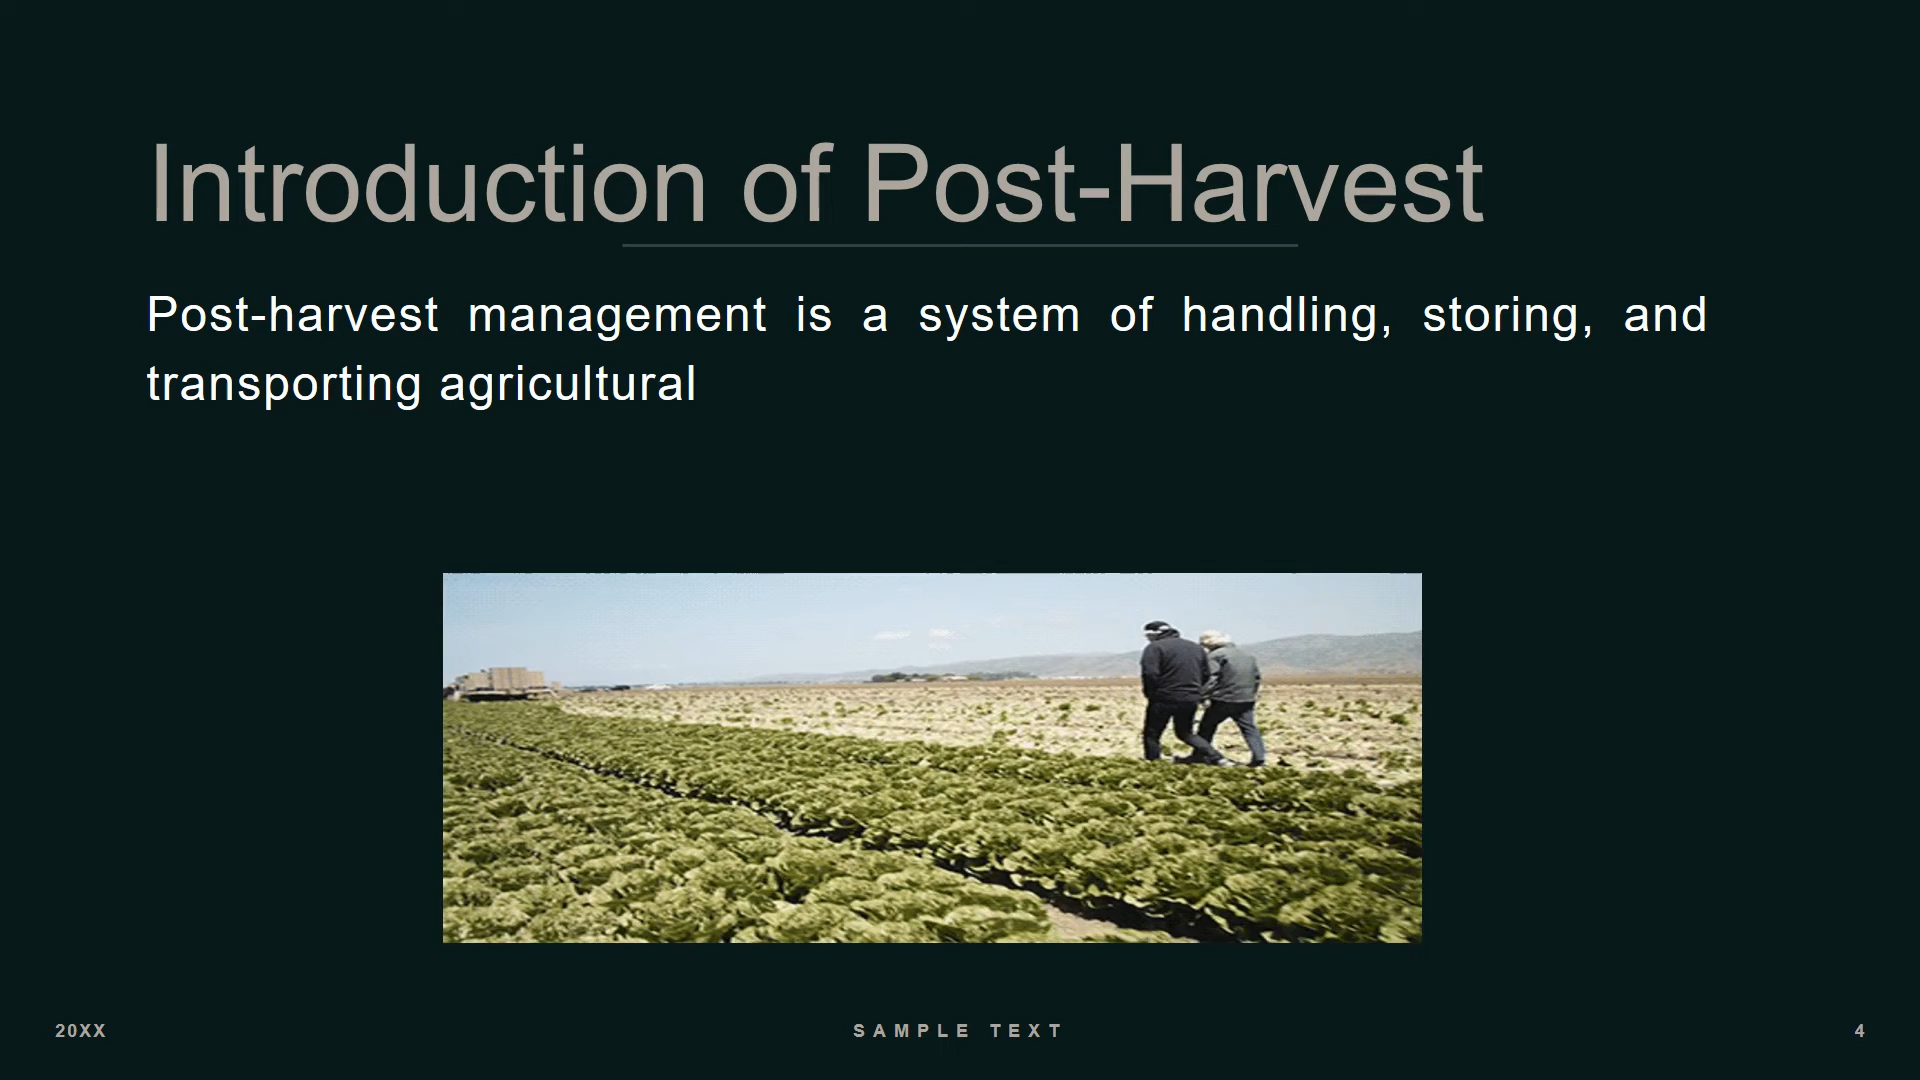 Introduction of Post-Harvest
Post-harvest management is a system of handling, storing, and
transporting agricultural
20XX
SAMPLE TEXT
4